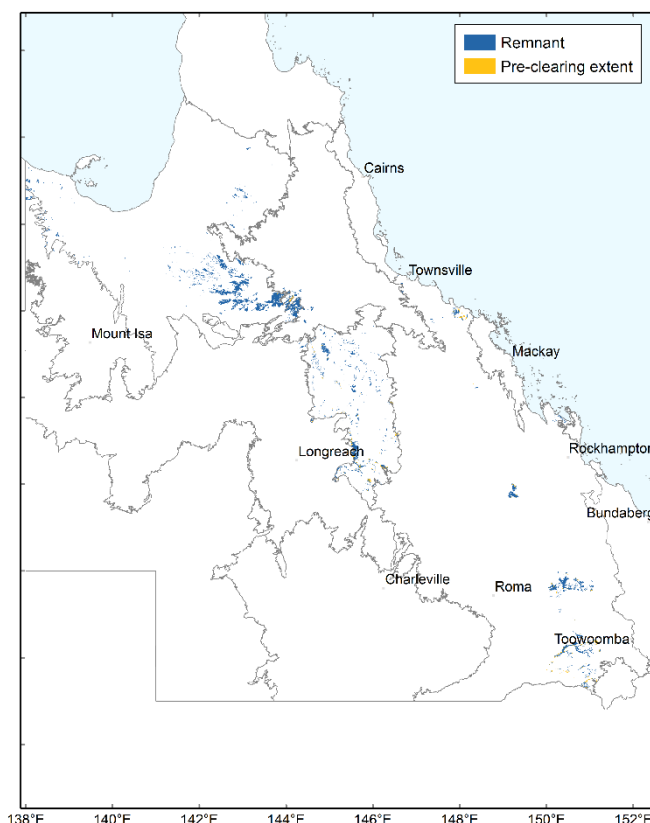 Remnant
Pre-clearing extent
Cairns
Townsville
Mount Isa
Mackay
Longreach
Rockhampton
Bundaberg
Charleville
Roma
Toowoomba
138°E 140°E 142°E 144°E 146°E 148°E 150°E 152°E